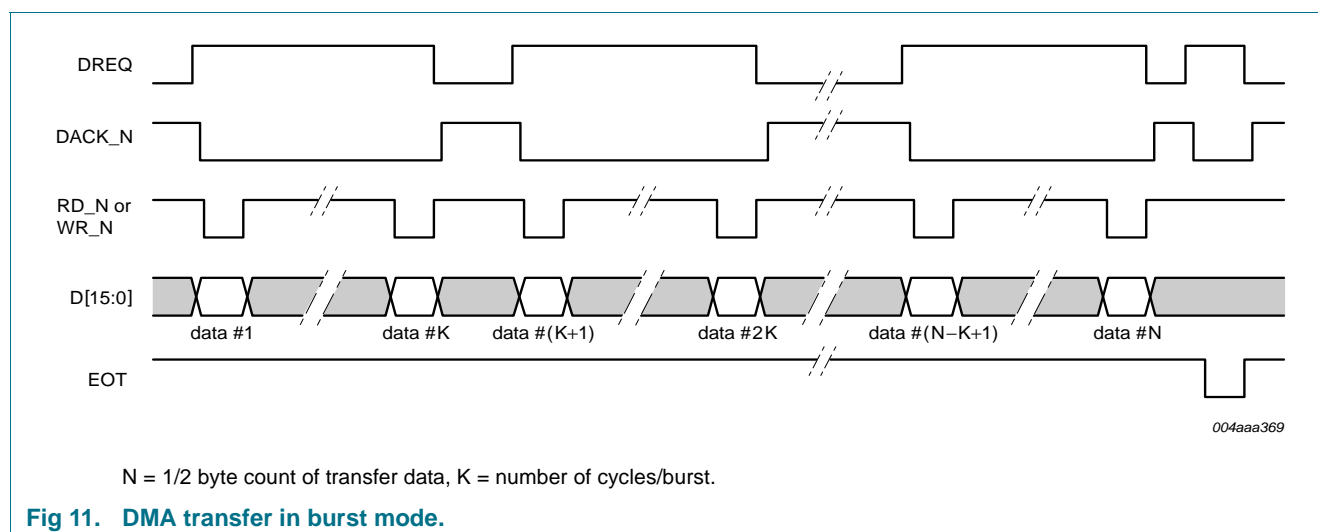 DREQ
DACK_N
RD_N or
WR_N
D[15:0]
data #1
data #K
data #(K+1)
data #2K
data #(N−K+1)
data #N
EOT
004aaa369
N = 1/2 byte count of transfer data, K = number of cycles/burst.
Fig 11. DMA transfer in burst mode.